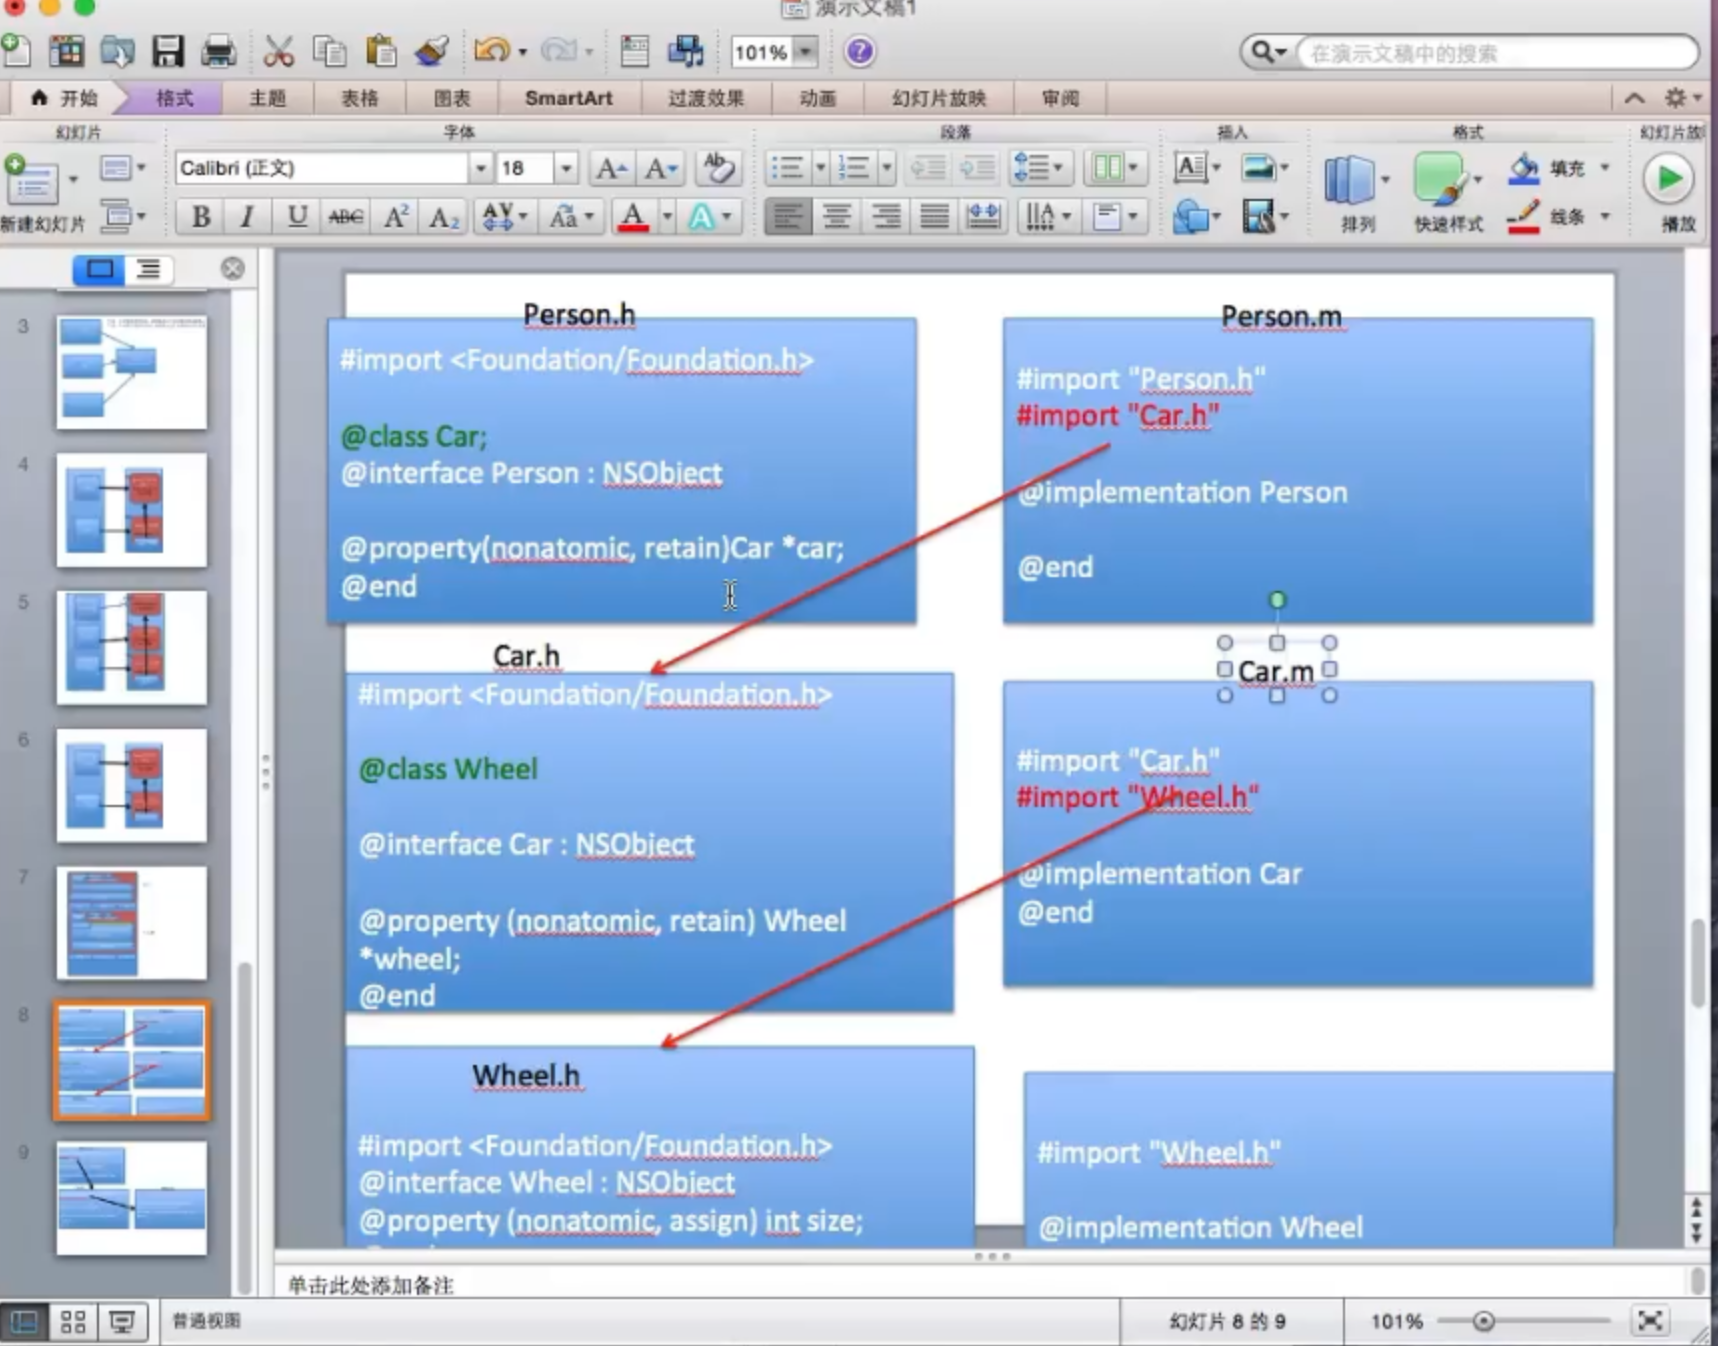 演示文稿1
101%
在演示文稿中的搜索
开始
格式
主题
表格
图表
SmartArt
过渡效果
动画
幻灯片放映
审阅
幻灯片
字体
段落
插入
格式
幻灯片放
Calibri (正文)
18
新建幻灯片
排列
快速样式
填充
线条
播放
3
4
5
6
7
8
9
Person.h
#import <Foundation/Foundation.h>
@class Car;
@interface Person : NSObject
@property(nonatomic, retain)Car *car;
@end
Person.m
#import "Person.h"
#import "Car.h"
@implementation Person
@end
Car.h
#import <Foundation/Foundation.h>
@class Wheel
@interface Car : NSObject
@property (nonatomic, retain) Wheel
*wheel;
@end
Car.m
#import "Car.h"
#import "Wheel.h"
@implementation Car
@end
Wheel.h
#import <Foundation/Foundation.h>
@interface Wheel : NSObject
@property (nonatomic, assign) int size;
#import "Wheel.h"
@implementation Wheel
单击此处添加备注
普通视图
幻灯片 8 的 9
101%